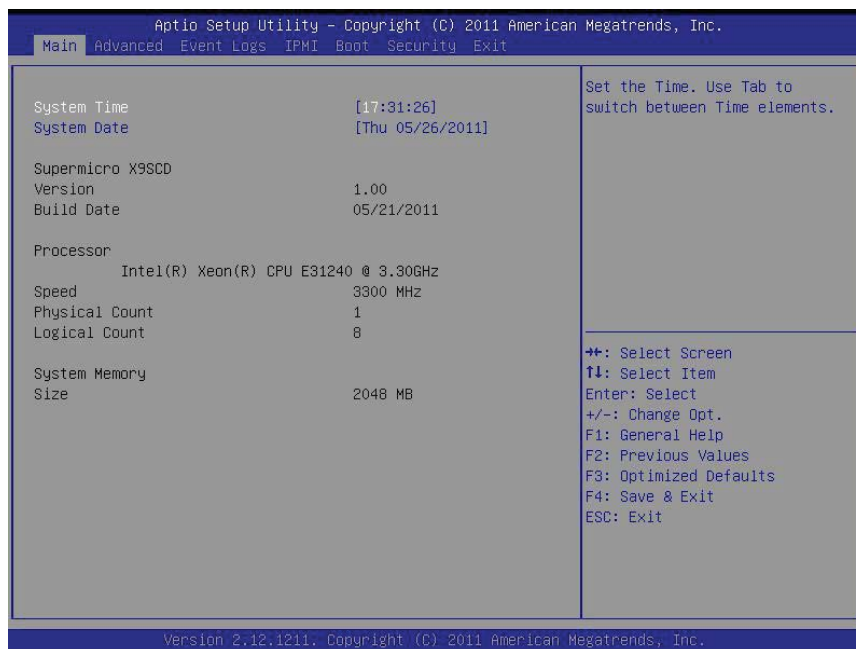 Aptio Setup Utility – Copyright (C) 2011 American Megatrends, Inc.
Main Advanced Event Logs IPMI Boot Security Exit
System Time [17:31:26]
System Date [Thu 05/26/2011]
Supermicro X9SCD
Version 1.00
Build Date 05/21/2011
Processor
Intel(R) Xeon(R) CPU E31240 @ 3.30GHz
Speed 3300 MHz
Physical Count 1
Logical Count 8
System Memory
Size 2048 MB
Set the Time. Use Tab to
switch between Time elements.
→←: Select Screen
↑↓: Select Item
Enter: Select
+/-: Change Opt.
F1: General Help
F2: Previous Values
F3: Optimized Defaults
F4: Save & Exit
ESC: Exit
Version 2.12.1211. Copyright (C) 2011 American Megatrends, Inc.